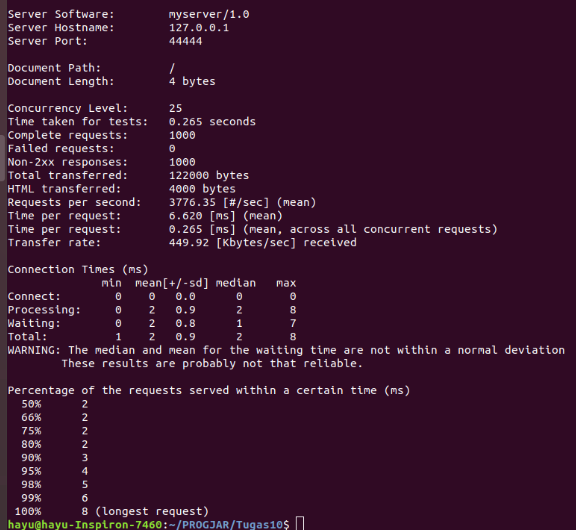 Server Software: myserver/1.0
Server Hostname: 127.0.0.1
Server Port: 44444
Document Path: /
Document Length: 4 bytes
Concurrency Level: 25
Time taken for tests: 0.265 seconds
Complete requests: 1000
Failed requests: 0
Non-2xx responses: 1000
Total transferred: 122000 bytes
HTML transferred: 4000 bytes
Requests per second: 3776.35 [#/sec] (mean)
Time per request: 6.620 [ms] (mean)
Time per request: 0.265 [ms] (mean, across all concurrent requests)
Transfer rate: 449.92 [Kbytes/sec] received
Connection Times (ms)
min mean[+/-sd] median max
Connect: 0 0 0.0 0 0
Processing: 0 2 0.9 2 8
Waiting: 0 2 0.8 1 7
Total: 1 2 0.9 2 8
WARNING: The median and mean for the waiting time are not within a normal deviation
These results are probably not that reliable.
Percentage of the requests served within a certain time (ms)
50% 2
66% 2
75% 2
80% 2
90% 3
95% 4
98% 5
99% 6
100% 8 (longest request)
hayu@hayu-Inspiron-7460:~/PROGJAR/Tugas10$